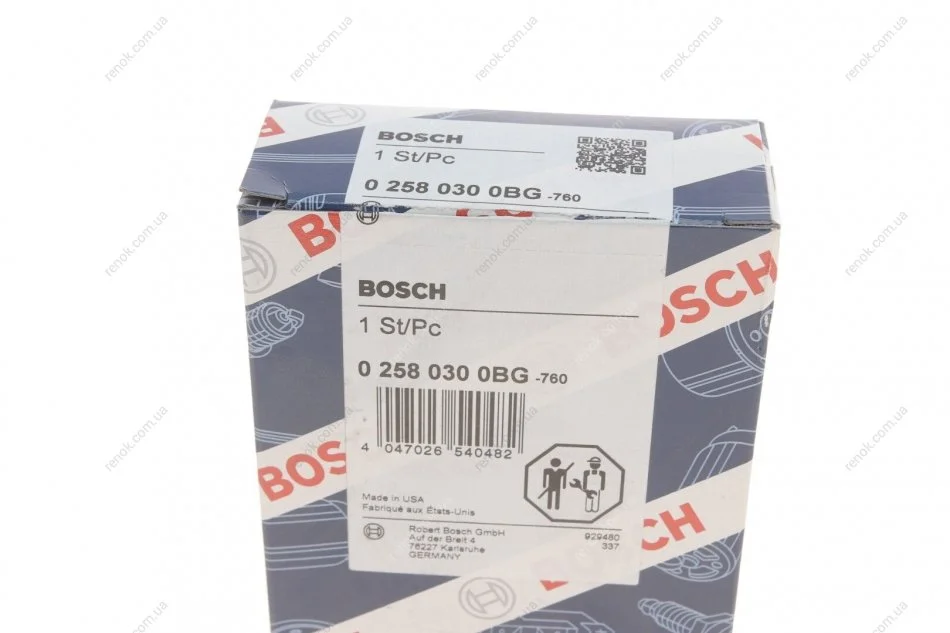 BOSCH
1 St/Pc
0 258 030 0BG -760
BOSCH
1 St/Pc
0 258 030 0BG -760
4 047026 540482
Made in USA
Fabriqué aux États-Unis
Robert Bosch GmbH
Auf der Breit 4
76227 Karlsruhe
GERMANY
929480
337
BOSCH
BOSCH
BOSCH
renok.com.ua